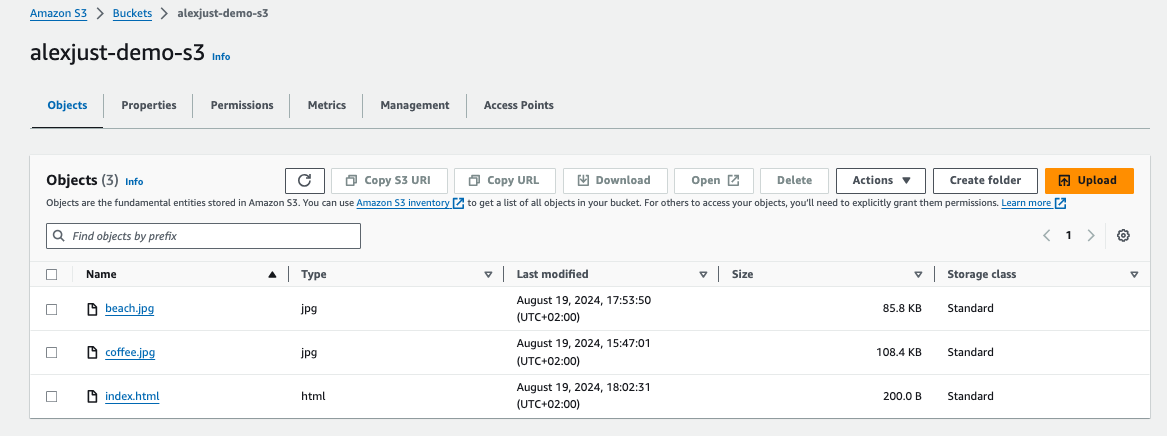 Amazon S3 > Buckets > alexjust-demo-s3
alexjust-demo-s3 Info
Objects Properties Permissions Metrics Management Access Points
Objects (3) Info Copy S3 URI Copy URL Download Open Delete Actions Create folder Upload
Objects are the fundamental entities stored in Amazon S3. You can use Amazon S3 inventory to get a list of all objects in your bucket. For others to access your objects, you'll need to explicitly grant them permissions. Learn more
Find objects by prefix 1
Name Type Last modified Size Storage class
beach.jpg jpg August 19, 2024, 17:53:50 (UTC+02:00) 85.8 KB Standard
coffee.jpg jpg August 19, 2024, 15:47:01 (UTC+02:00) 108.4 KB Standard
index.html html August 19, 2024, 18:02:31 (UTC+02:00) 200.0 B Standard